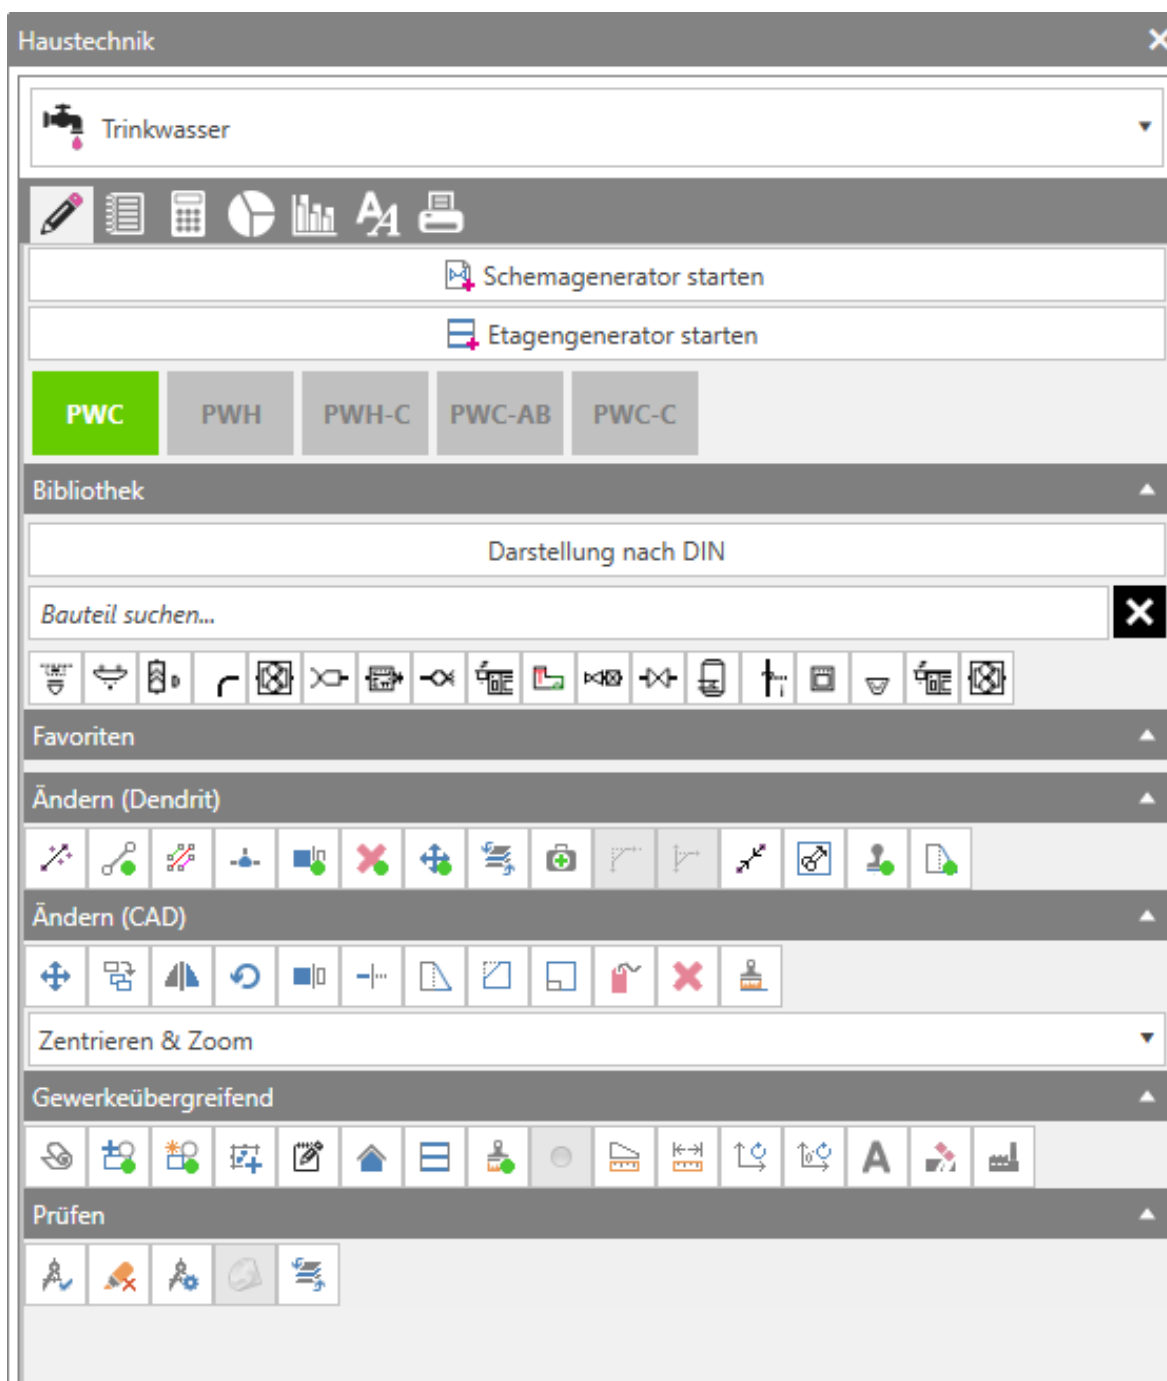 Haustechnik
Trinkwasser
Schemagenerator starten
Etagengenerator starten
PWC PWH PWH-C PWC-AB PWC-C
Bibliothek
Darstellung nach DIN
Bauteil suchen...
Favoriten
Ändern (Dendrit)
Ändern (CAD)
Zentrieren & Zoom
Gewerkeübergreifend
Prüfen